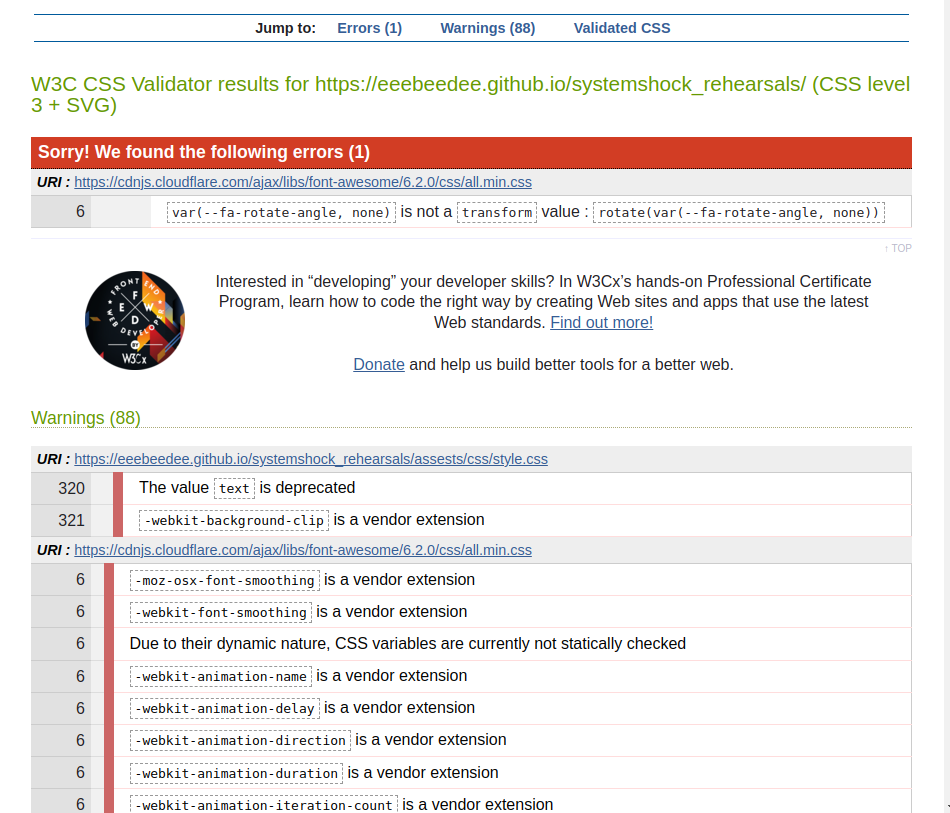 Jump to: Errors (1) Warnings (88) Validated CSS
W3C CSS Validator results for https://eeebeedee.github.io/systemshock_rehearsals/ (CSS level
3 + SVG)
Sorry! We found the following errors (1)
URI : https://cdnjs.cloudflare.com/ajax/libs/font-awesome/6.2.0/css/all.min.css
6 var(--fa-rotate-angle, none) is not a transform value : rotate(var(--fa-rotate-angle, none))
↑ TOP
FRONT END
WEB DEVELOPER
F E W D
BY
W3Cx
Interested in “developing” your developer skills? In W3Cx’s hands-on Professional Certificate
Program, learn how to code the right way by creating Web sites and apps that use the latest
Web standards. Find out more!
Donate and help us build better tools for a better web.
Warnings (88)
URI : https://eeebeedee.github.io/systemshock_rehearsals/assests/css/style.css
320 The value text is deprecated
321 -webkit-background-clip is a vendor extension
URI : https://cdnjs.cloudflare.com/ajax/libs/font-awesome/6.2.0/css/all.min.css
6 -moz-osx-font-smoothing is a vendor extension
6 -webkit-font-smoothing is a vendor extension
6 Due to their dynamic nature, CSS variables are currently not statically checked
6 -webkit-animation-name is a vendor extension
6 -webkit-animation-delay is a vendor extension
6 -webkit-animation-direction is a vendor extension
6 -webkit-animation-duration is a vendor extension
6 -webkit-animation-iteration-count is a vendor extension